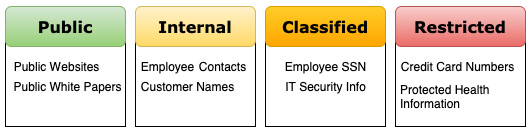 Public
Public Websites
Public White Papers
Internal
Employee Contacts
Customer Names
Classified
Employee SSN
IT Security Info
Restricted
Credit Card Numbers
Protected Health
Information